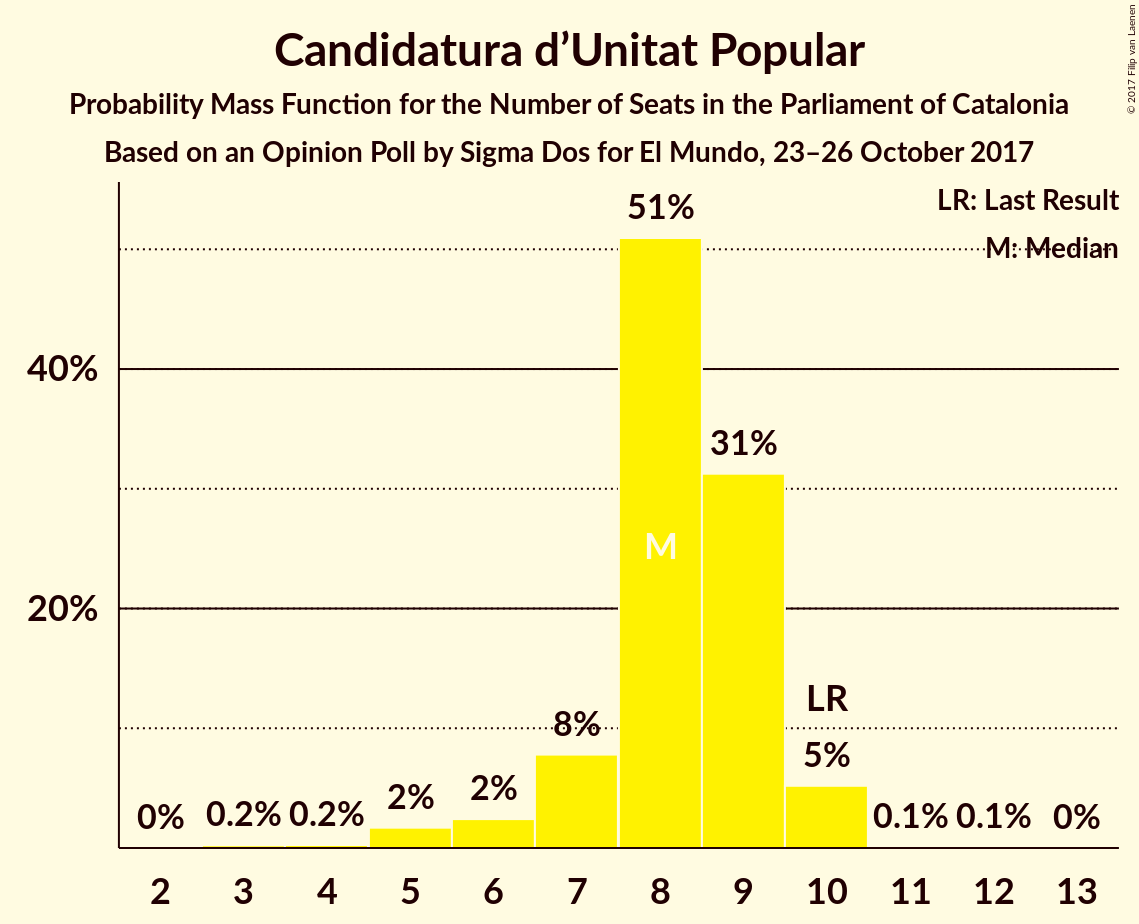 Candidatura d’Unitat Popular
Probability Mass Function for the Number of Seats in the Parliament of Catalonia
Based on an Opinion Poll by Sigma Dos for El Mundo, 23–26 October 2017
© 2017 Filip van Laenen
LR: Last Result
M: Median
51%
40%
31%
M
20%
LR
8%
5%
2%
2%
0%
0.2%
0.2%
0.1%
0.1%
0%
2 3 4 5 6 7 8 9 10 11 12 13